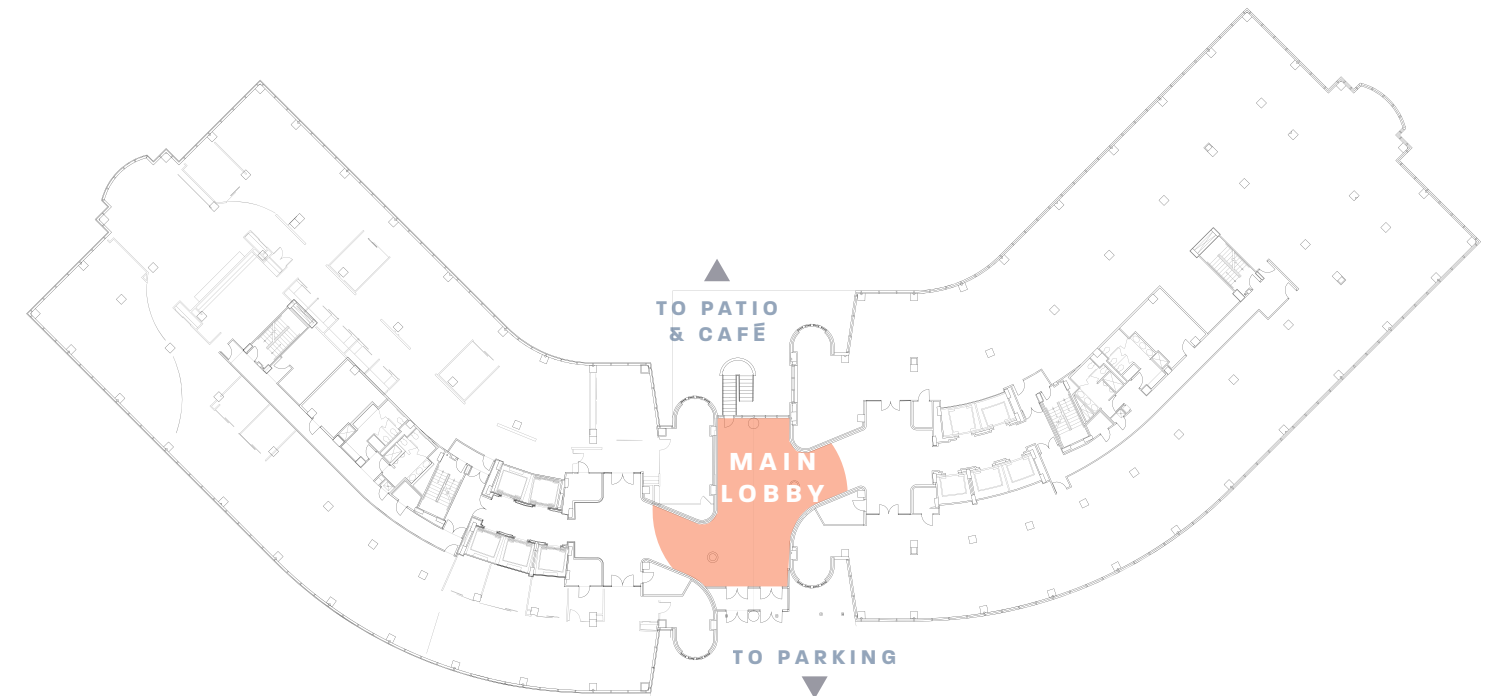 TO PATIO
& CAFÉ
MAIN
LOBBY
TO PARKING